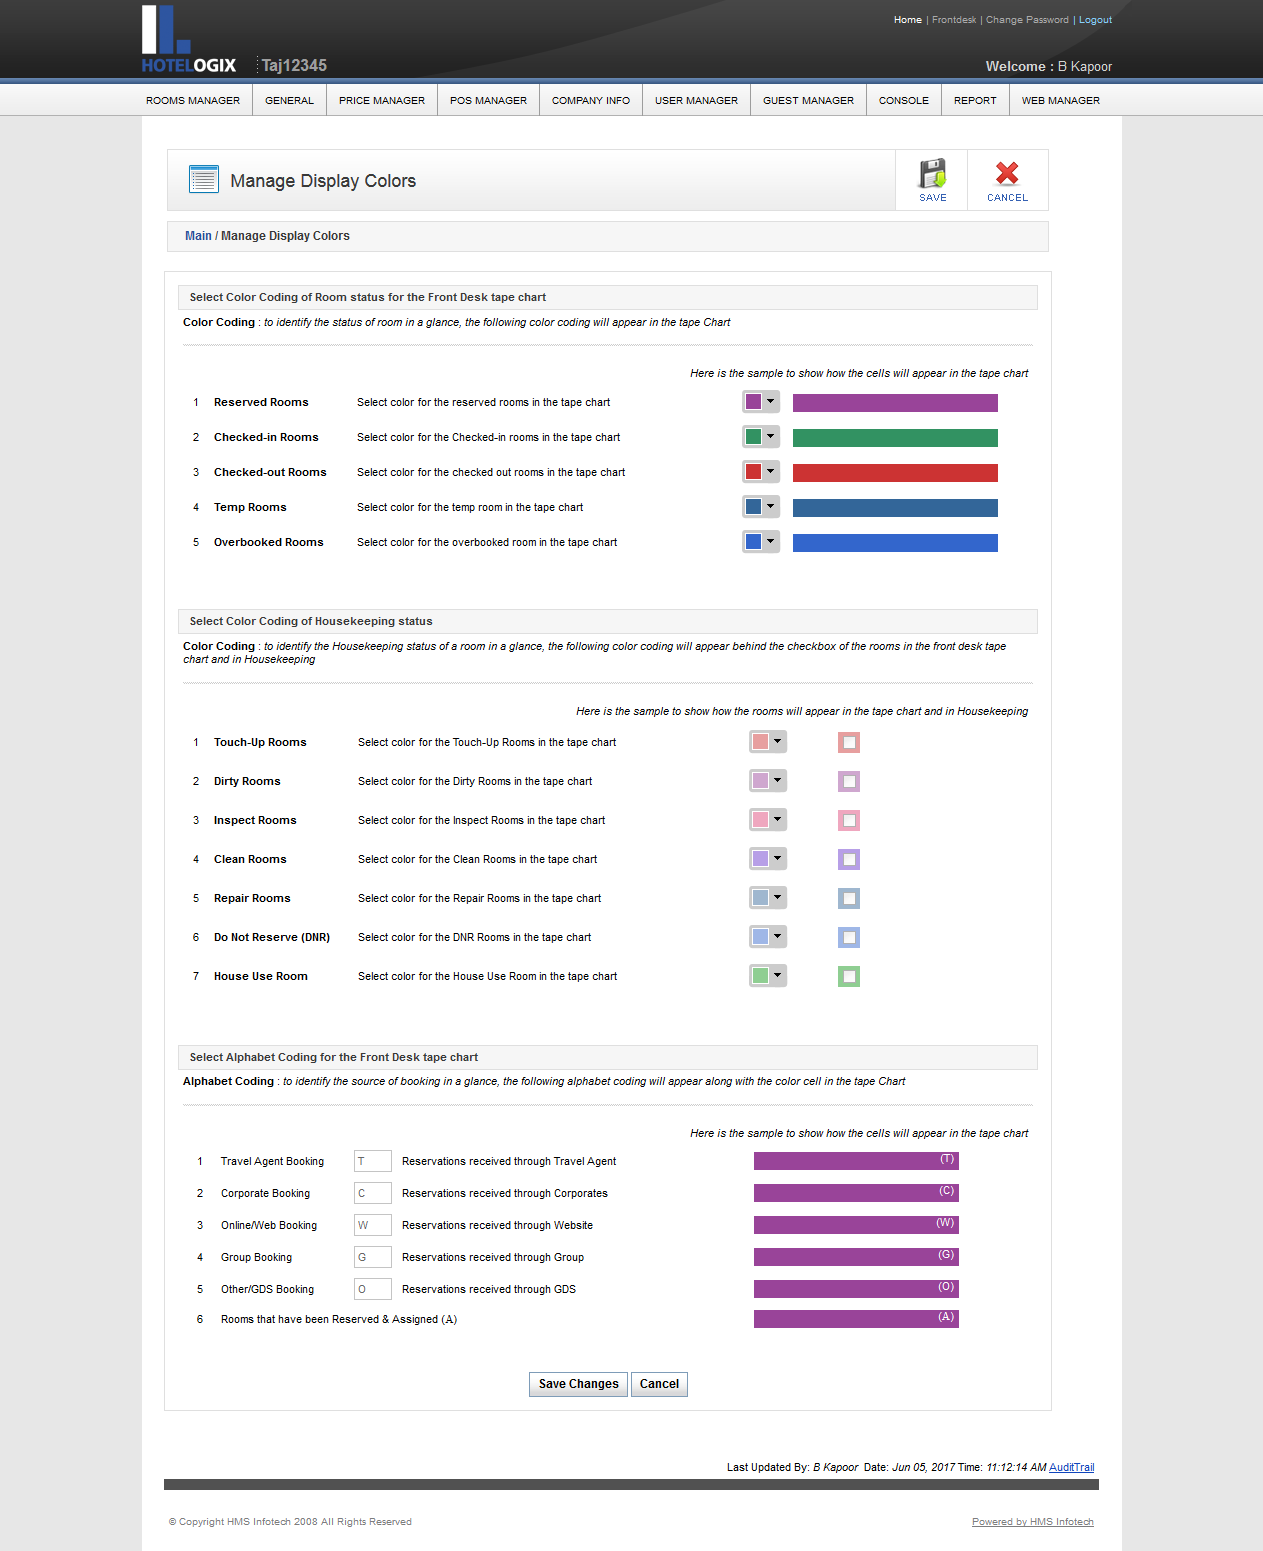 Home | Frontdesk | Change Password | Logout
HOTELOGIX Taj12345
Welcome : B Kapoor
ROOMS MANAGER GENERAL PRICE MANAGER POS MANAGER COMPANY INFO USER MANAGER GUEST MANAGER CONSOLE REPORT WEB MANAGER
Manage Display Colors
SAVE CANCEL
Main / Manage Display Colors
Select Color Coding of Room status for the Front Desk tape chart
Color Coding : to identify the status of room in a glance, the following color coding will appear in the tape Chart
Here is the sample to show how the cells will appear in the tape chart
1 Reserved Rooms Select color for the reserved rooms in the tape chart
2 Checked-in Rooms Select color for the Checked-in rooms in the tape chart
3 Checked-out Rooms Select color for the checked out rooms in the tape chart
4 Temp Rooms Select color for the temp room in the tape chart
5 Overbooked Rooms Select color for the overbooked room in the tape chart
Select Color Coding of Housekeeping status
Color Coding : to identify the Housekeeping status of a room in a glance, the following color coding will appear behind the checkbox of the rooms in the front desk tape
chart and in Housekeeping
Here is the sample to show how the rooms will appear in the tape chart and in Housekeeping
1 Touch-Up Rooms Select color for the Touch-Up Rooms in the tape chart
2 Dirty Rooms Select color for the Dirty Rooms in the tape chart
3 Inspect Rooms Select color for the Inspect Rooms in the tape chart
4 Clean Rooms Select color for the Clean Rooms in the tape chart
5 Repair Rooms Select color for the Repair Rooms in the tape chart
6 Do Not Reserve (DNR) Select color for the DNR Rooms in the tape chart
7 House Use Room Select color for the House Use Room in the tape chart
Select Alphabet Coding for the Front Desk tape chart
Alphabet Coding : to identify the source of booking in a glance, the following alphabet coding will appear along with the color cell in the tape Chart
Here is the sample to show how the cells will appear in the tape chart
1 Travel Agent Booking T Reservations received through Travel Agent (T)
2 Corporate Booking C Reservations received through Corporates (C)
3 Online/Web Booking W Reservations received through Website (W)
4 Group Booking G Reservations received through Group (G)
5 Other/GDS Booking O Reservations received through GDS (O)
6 Rooms that have been Reserved & Assigned (A) (A)
Save Changes Cancel
Last Updated By: B Kapoor Date: Jun 05, 2017 Time: 11:12:14 AM AuditTrail
© Copyright HMS Infotech 2008 All Rights Reserved
Powered by HMS Infotech